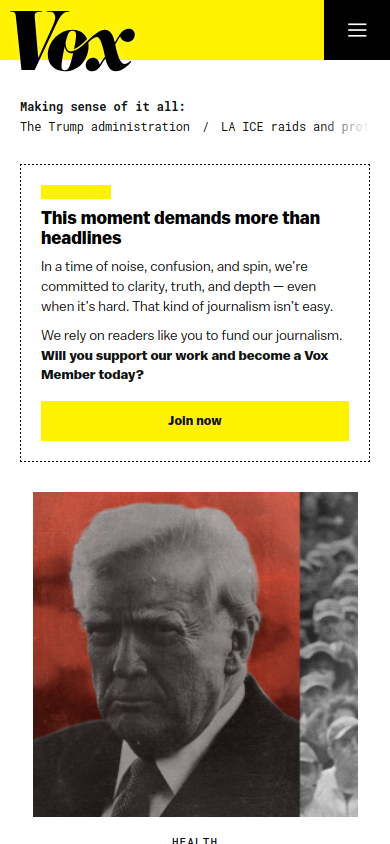 Vox
Making sense of it all:
The Trump administration / LA ICE raids and prot
This moment demands more than
headlines
In a time of noise, confusion, and spin, we’re
committed to clarity, truth, and depth — even
when it’s hard. That kind of journalism isn’t easy.
We rely on readers like you to fund our journalism.
Will you support our work and become a Vox
Member today?
Join now
HEALTH